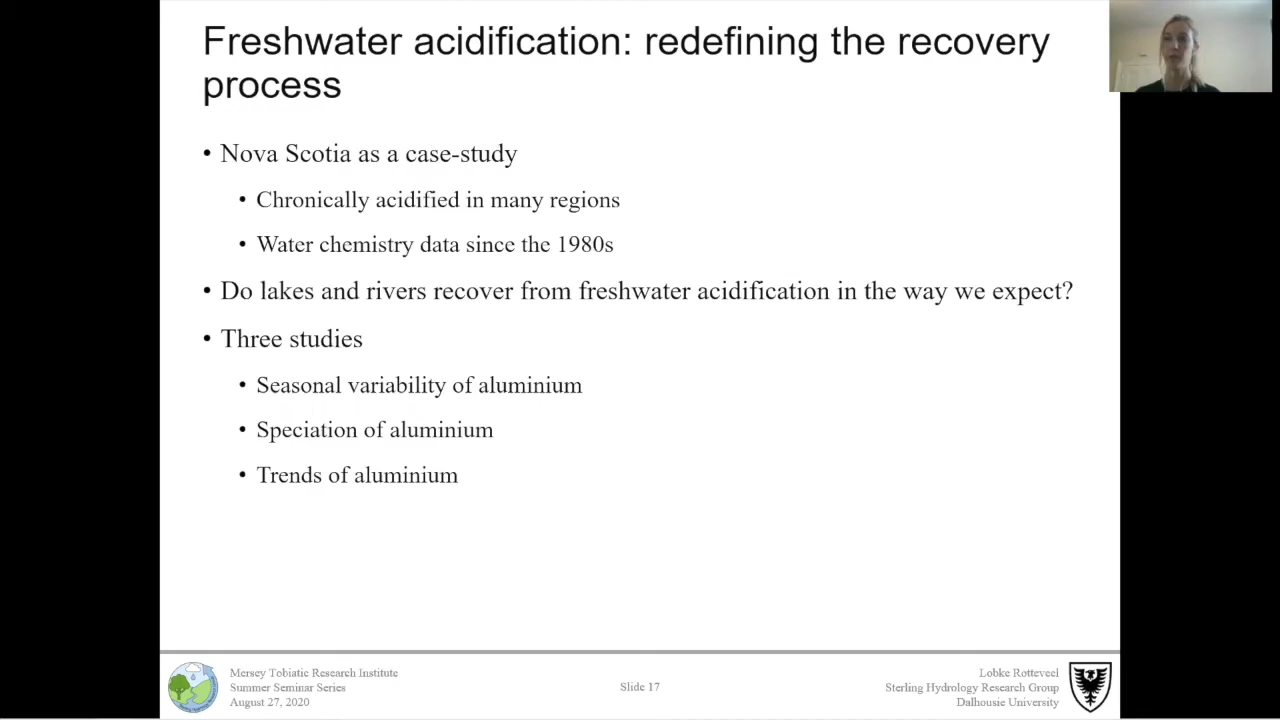 Freshwater acidification: redefining the recovery
process
• Nova Scotia as a case-study
• Chronically acidified in many regions
• Water chemistry data since the 1980s
• Do lakes and rivers recover from freshwater acidification in the way we expect?
• Three studies
• Seasonal variability of aluminium
• Speciation of aluminium
• Trends of aluminium
Mersey Tobiatic Research Institute
Summer Seminar Series
August 27, 2020
Slide 17
Lobke Rotteveel
Sterling Hydrology Research Group
Dalhousie University